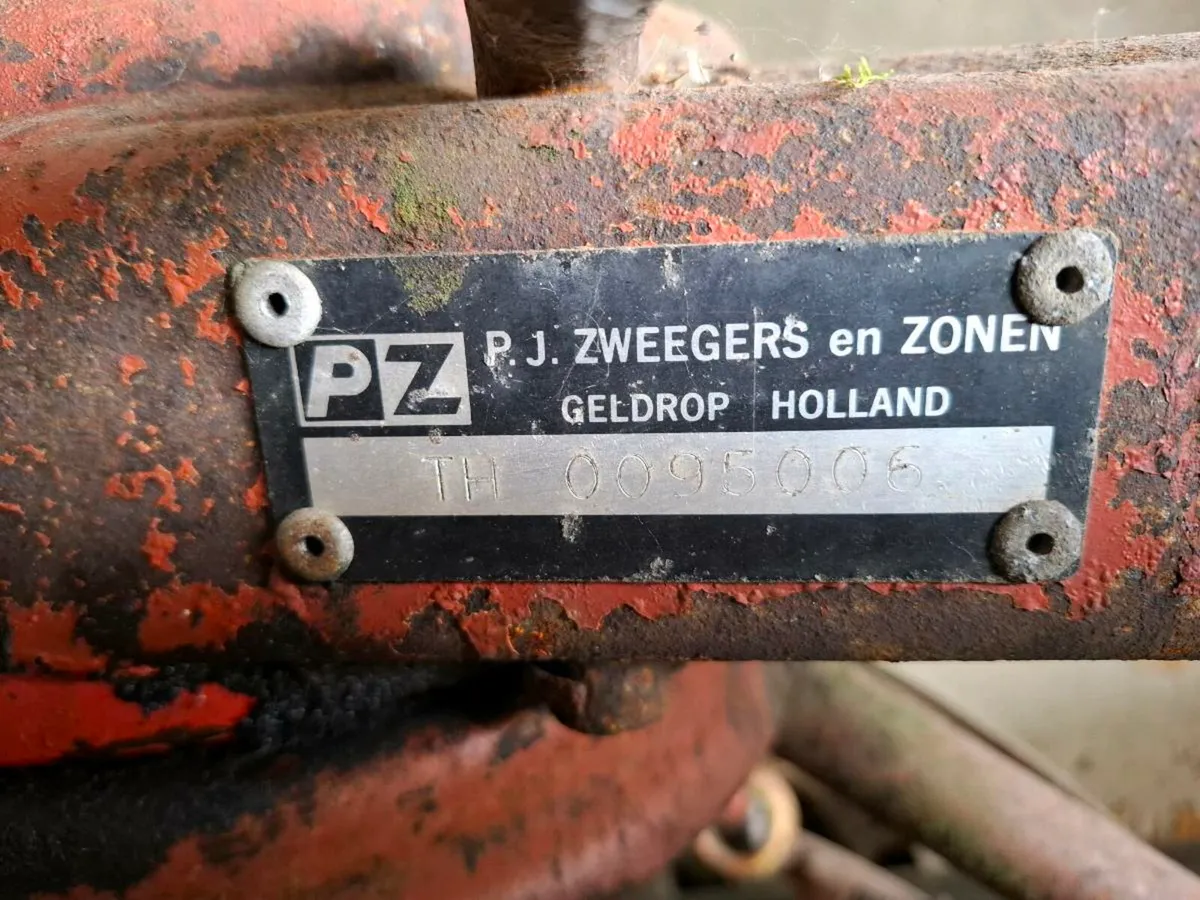 PZ
P.J. ZWEEGERS en ZONEN
GELDROP HOLLAND
TH 0095006